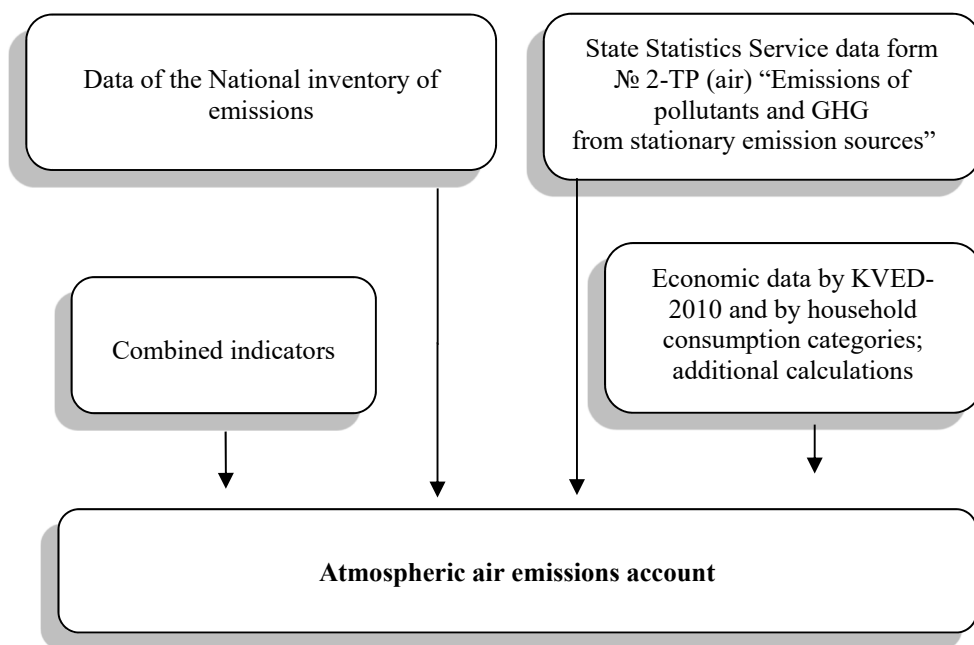 Data of the National inventory of
emissions
State Statistics Service data form
№ 2-TP (air) “Emissions of
pollutants and GHG
from stationary emission sources”
Combined indicators
Economic data by KVED-
2010 and by household
consumption categories;
additional calculations
Atmospheric air emissions account